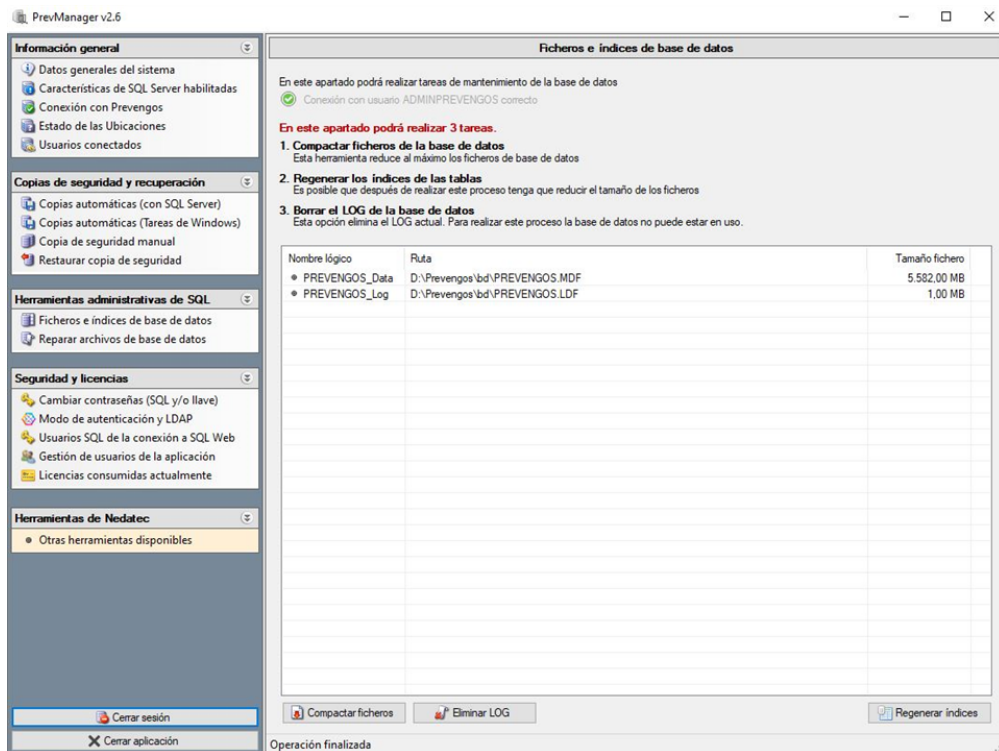 PrevManager v2.6
Información general
Datos generales del sistema
Características de SQL Server habilitadas
Conexión con Prevengos
Estado de las Ubicaciones
Usuarios conectados
Copias de seguridad y recuperación
Copias automáticas (con SQL Server)
Copias automáticas (Tareas de Windows)
Copia de seguridad manual
Restaurar copia de seguridad
Herramientas administrativas de SQL
Ficheros e índices de base de datos
Reparar archivos de base de datos
Seguridad y licencias
Cambiar contraseñas (SQL y/o llave)
Modo de autenticación y LDAP
Usuarios SQL de la conexión a SQL Web
Gestión de usuarios de la aplicación
Licencias consumidas actualmente
Herramientas de Nedatec
Otras herramientas disponibles
Cerrar sesión
Cerrar aplicación
Ficheros e índices de base de datos
En este apartado podrá realizar tareas de mantenimiento de la base de datos
Conexión con usuario ADMINPREVENGOS correcto
En este apartado podrá realizar 3 tareas.
1. Compactar ficheros de la base de datos
Esta herramienta reduce al máximo los ficheros de base de datos
2. Regenerar los índices de las tablas
Es posible que después de realizar este proceso tenga que reducir el tamaño de los ficheros
3. Borrar el LOG de la base de datos
Esta opción elimina el LOG actual. Para realizar este proceso la base de datos no puede estar en uso.
Nombre lógico Ruta Tamaño fichero
PREVENGOS_Data D:\Prevengos\bd\PREVENGOS.MDF 5.582,00 MB
PREVENGOS_Log D:\Prevengos\bd\PREVENGOS.LDF 1,00 MB
Compactar ficheros Eliminar LOG Regenerar índices
Operación finalizada